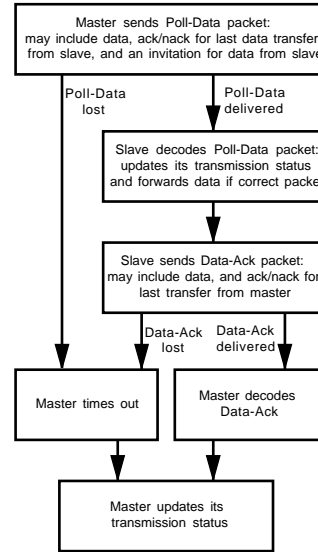 Master sends Poll-Data packet:
may include data, ack/nack for last data transfer
from slave, and an invitation for data from slave
Poll-Data
lost
Poll-Data
delivered
Slave decodes Poll-Data packet:
updates its transmission status
and forwards data if correct packe
Slave sends Data-Ack packet:
may include data, and ack/nack for
last transfer from master
Data-Ack
lost
Data-Ack
delivered
Master times out
Master decodes
Data-Ack
Master updates its
transmission status